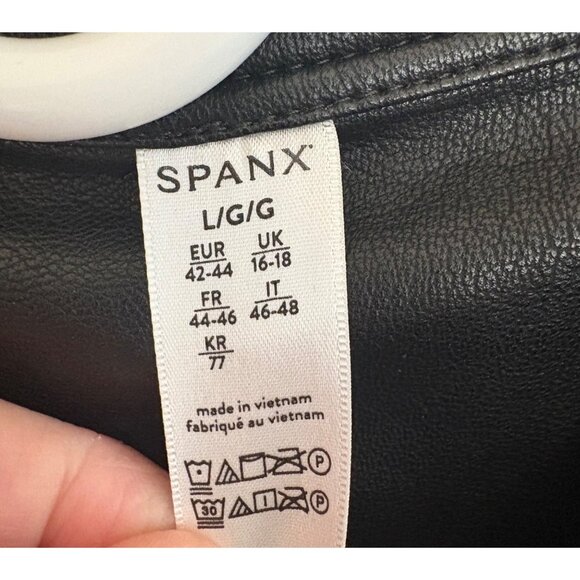 SPANX
L/G/G
EUR UK
42-44 16-18
FR IT
44-46 46-48
KR
77
made in vietnam
fabriqué au vietnam
P
30 P